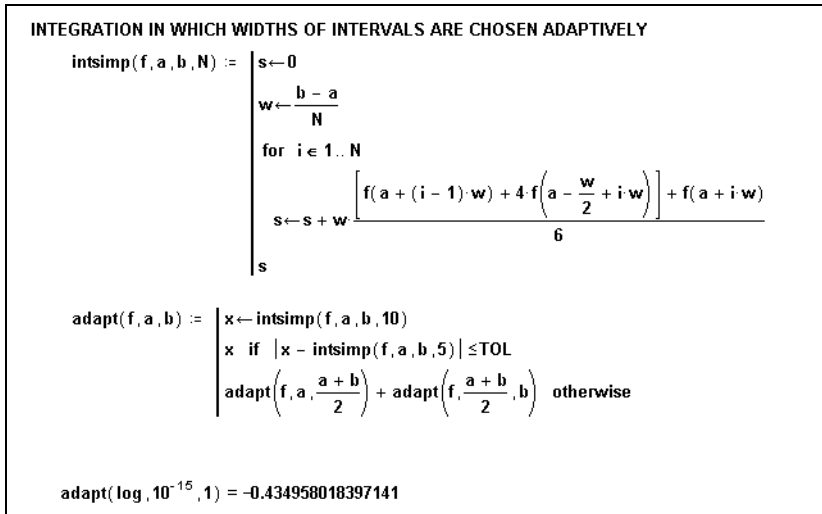 INTEGRATION IN WHICH WIDTHS OF INTERVALS ARE CHOSEN ADAPTIVELY
intsimp(f,a,b,N) := s←0
w← b − a / N
for i ∈ 1.. N
s←s + w· [f(a + (i − 1)·w) + 4·f(a − w/2 + i·w)] + f(a + i·w) / 6
s
adapt(f,a,b) := x←intsimp(f,a,b,10)
x if |x − intsimp(f,a,b,5)| ≤TOL
adapt(f,a, a + b / 2) + adapt(f, a + b / 2 ,b) otherwise
adapt(log,10^-15,1) = -0.434958018397141